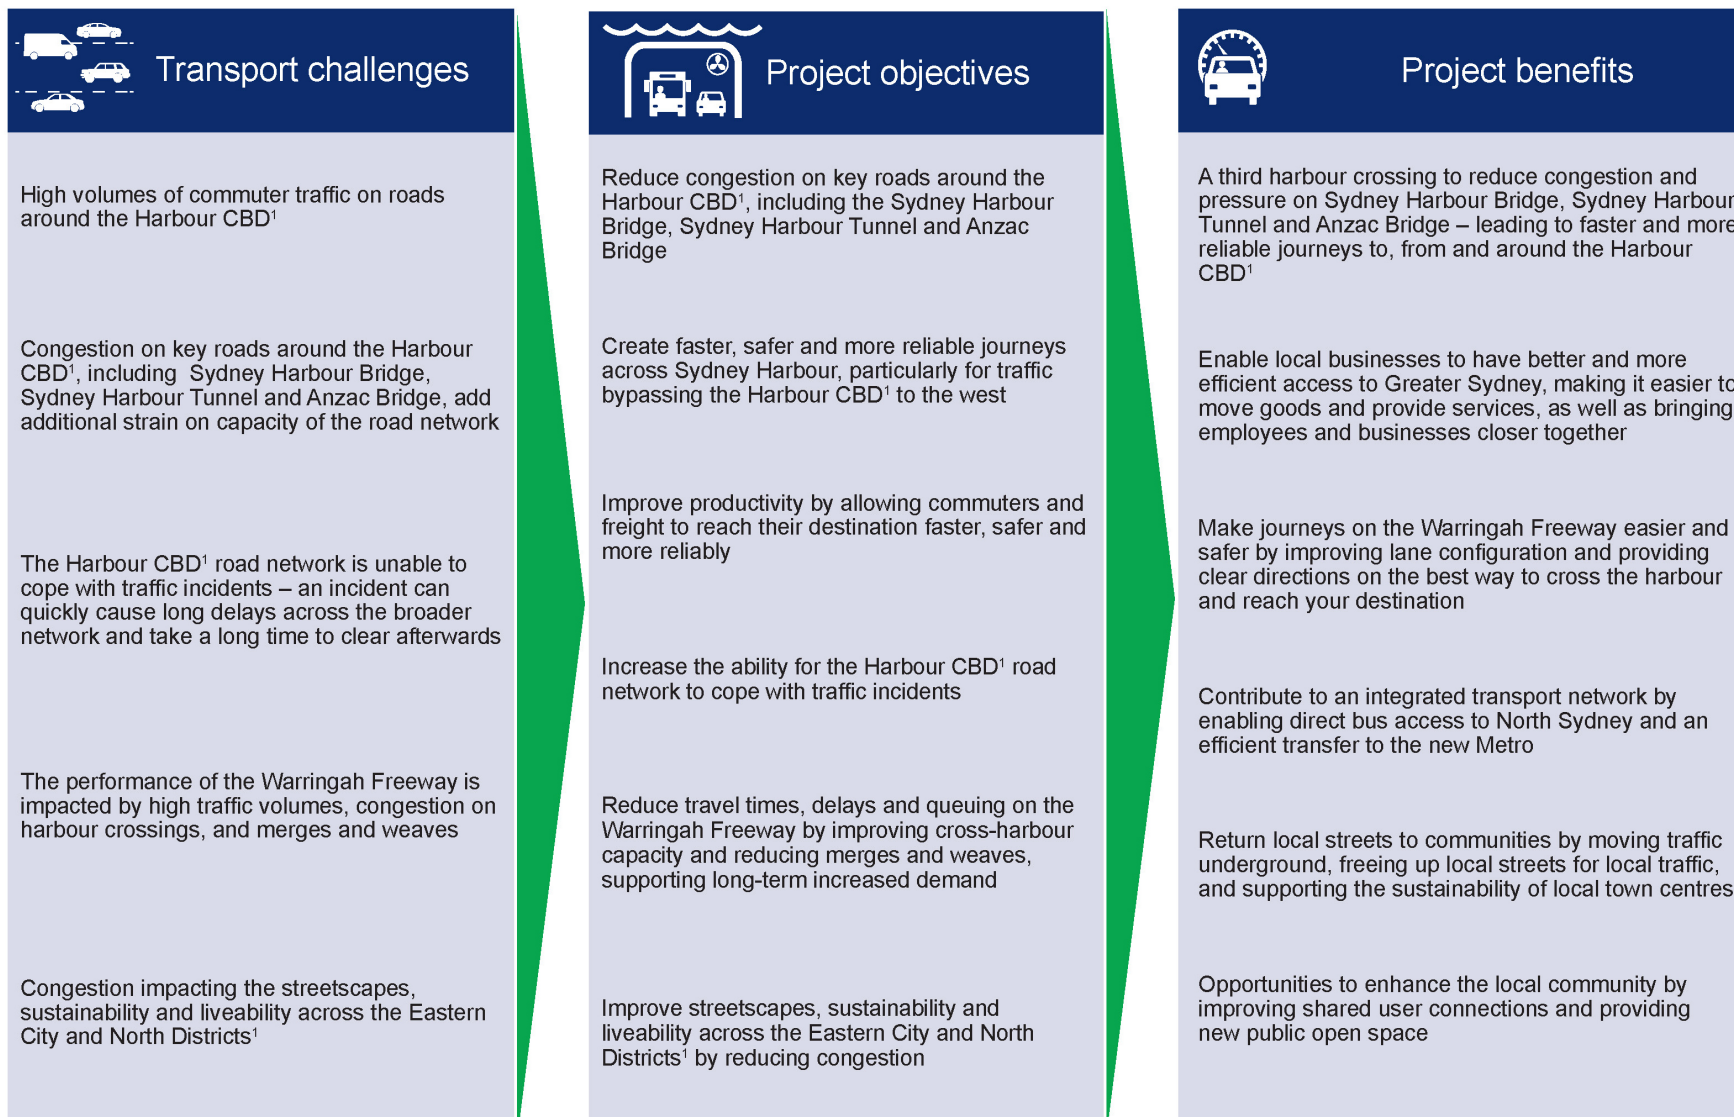 Transport challenges
High volumes of commuter traffic on roads
around the Harbour CBD¹
Congestion on key roads around the Harbour
CBD¹, including  Sydney Harbour Bridge,
Sydney Harbour Tunnel and Anzac Bridge, add
additional strain on capacity of the road network
The Harbour CBD¹ road network is unable to
cope with traffic incidents – an incident can
quickly cause long delays across the broader
network and take a long time to clear afterwards
The performance of the Warringah Freeway is
impacted by high traffic volumes, congestion on
harbour crossings, and merges and weaves
Congestion impacting the streetscapes,
sustainability and liveability across the Eastern
City and North Districts¹
Project objectives
Reduce congestion on key roads around the
Harbour CBD¹, including the Sydney Harbour
Bridge, Sydney Harbour Tunnel and Anzac
Bridge
Create faster, safer and more reliable journeys
across Sydney Harbour, particularly for traffic
bypassing the Harbour CBD¹ to the west
Improve productivity by allowing commuters and
freight to reach their destination faster, safer and
more reliably
Increase the ability for the Harbour CBD¹ road
network to cope with traffic incidents
Reduce travel times, delays and queuing on the
Warringah Freeway by improving cross-harbour
capacity and reducing merges and weaves,
supporting long-term increased demand
Improve streetscapes, sustainability and
liveability across the Eastern City and North
Districts¹ by reducing congestion
Project benefits
A third harbour crossing to reduce congestion and
pressure on Sydney Harbour Bridge, Sydney Harbour
Tunnel and Anzac Bridge – leading to faster and more
reliable journeys to, from and around the Harbour
CBD¹
Enable local businesses to have better and more
efficient access to Greater Sydney, making it easier to
move goods and provide services, as well as bringing
employees and businesses closer together
Make journeys on the Warringah Freeway easier and
safer by improving lane configuration and providing
clear directions on the best way to cross the harbour
and reach your destination
Contribute to an integrated transport network by
enabling direct bus access to North Sydney and an
efficient transfer to the new Metro
Return local streets to communities by moving traffic
underground, freeing up local streets for local traffic,
and supporting the sustainability of local town centres
Opportunities to enhance the local community by
improving shared user connections and providing
new public open space